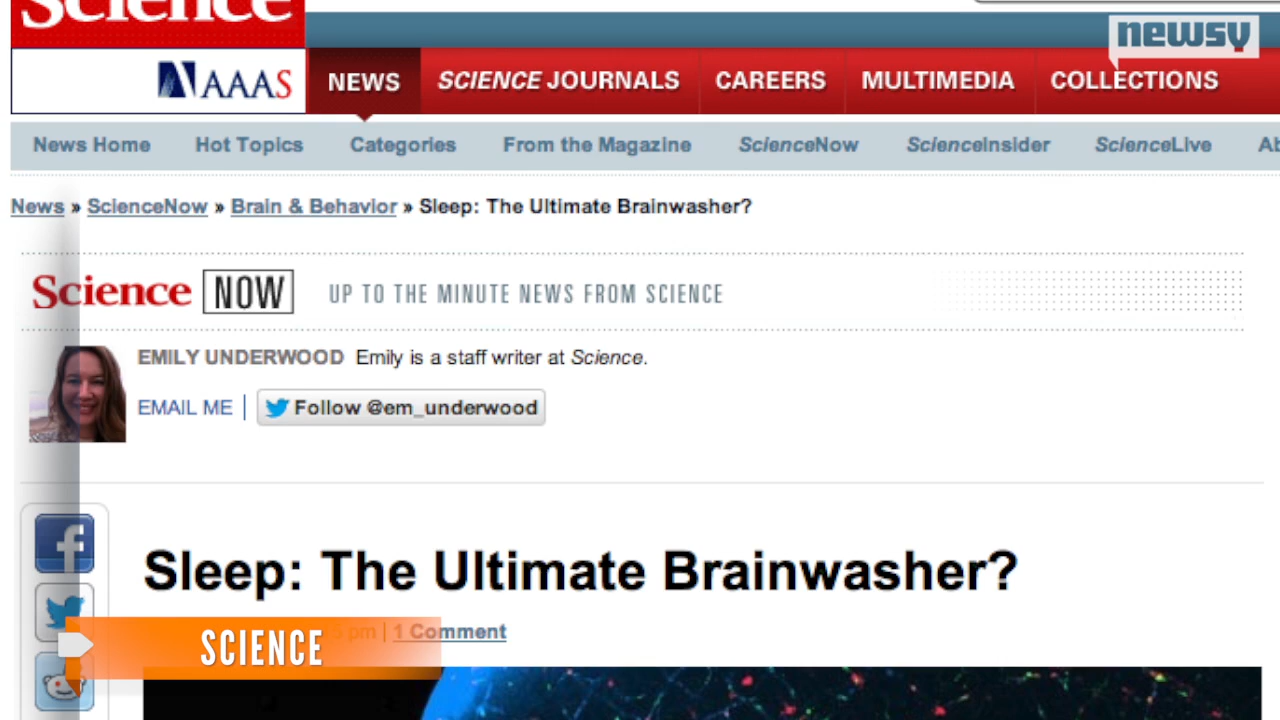 Science
newsy
AAAS NEWS SCIENCE JOURNALS CAREERS MULTIMEDIA COLLECTIONS
News Home Hot Topics Categories From the Magazine ScienceNow ScienceInsider ScienceLive
News » ScienceNow » Brain & Behavior » Sleep: The Ultimate Brainwasher?
Science NOW UP TO THE MINUTE NEWS FROM SCIENCE
EMILY UNDERWOOD Emily is a staff writer at Science.
EMAIL ME | Follow @em_underwood
Sleep: The Ultimate Brainwasher?
pm | 1 Comment
SCIENCE